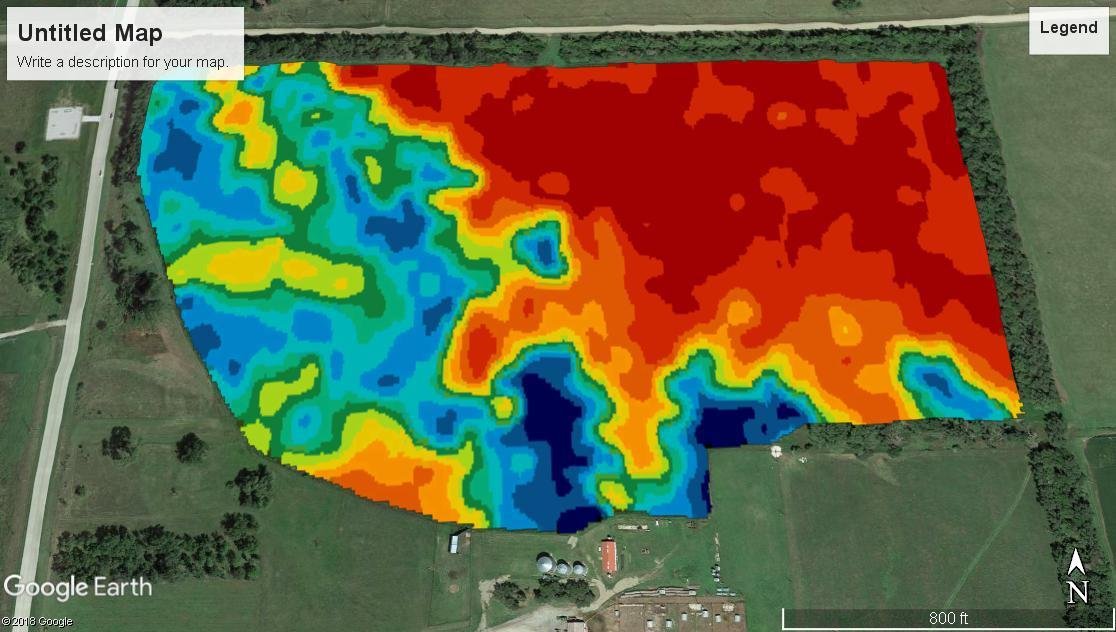 Untitled Map
Write a description for your map.
Legend
Google Earth
©2018 Google
N
800 ft